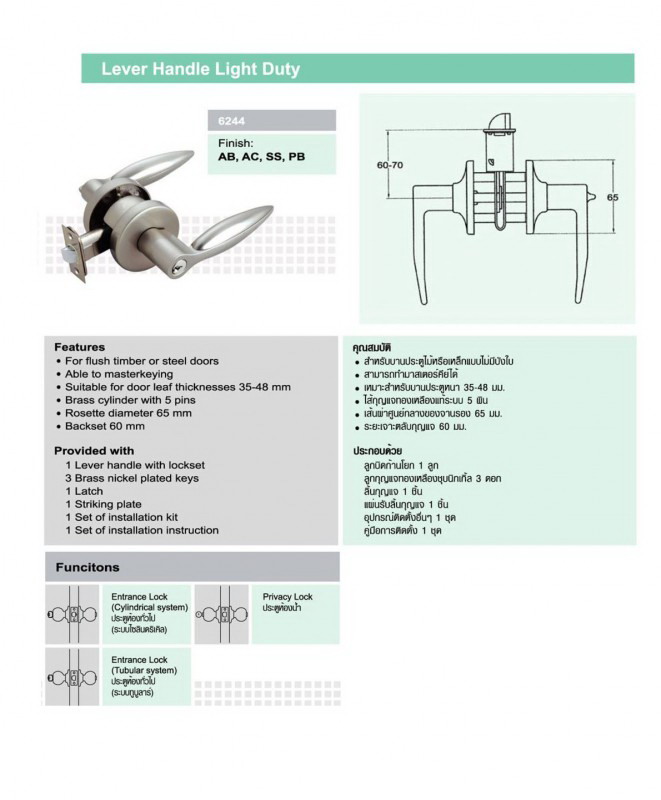 Lever Handle Light Duty
6244
Finish:
AB, AC, SS, PB
60-70
65
Features
• For flush timber or steel doors
• Able to masterkeying
• Suitable for door leaf thicknesses 35-48 mm
• Brass cylinder with 5 pins
• Rosette diameter 65 mm
• Backset 60 mm
Provided with
1 Lever handle with lockset
3 Brass nickel plated keys
1 Latch
1 Striking plate
1 Set of installation kit
1 Set of installation instruction
คุณสมบัติ
• สำหรับบานประตูไม้หรือเหล็กแบบไม่มีบังใบ
• สามารถทำมาสเตอร์คีย์ได้
• เหมาะสำหรับบานประตูหนา 35-48 มม.
• ไส้กุญแจทองเหลืองแท้ระบบ 5 พิน
• เส้นผ่าศูนย์กลางของจานรอง 65 มม.
• ระยะเจาะตลับกุญแจ 60 มม.
ประกอบด้วย
ลูกบิดก้านโยก 1 ลูก
ลูกกุญแจทองเหลืองชุบนิกเกิ้ล 3 ดอก
ลิ้นกุญแจ 1 ชิ้น
แผ่นรับลิ้นกุญแจ 1 ชิ้น
อุปกรณ์ติดตั้งอื่นๆ 1 ชุด
คู่มือการติดตั้ง 1 ชุด
Funcitons
Entrance Lock
(Cylindrical system)
ประตูห้องทั่วไป
(ระบบไซลินดริเคิล)
Privacy Lock
ประตูห้องน้ำ
Entrance Lock
(Tubular system)
ประตูห้องทั่วไป
(ระบบทูบูลาร์)